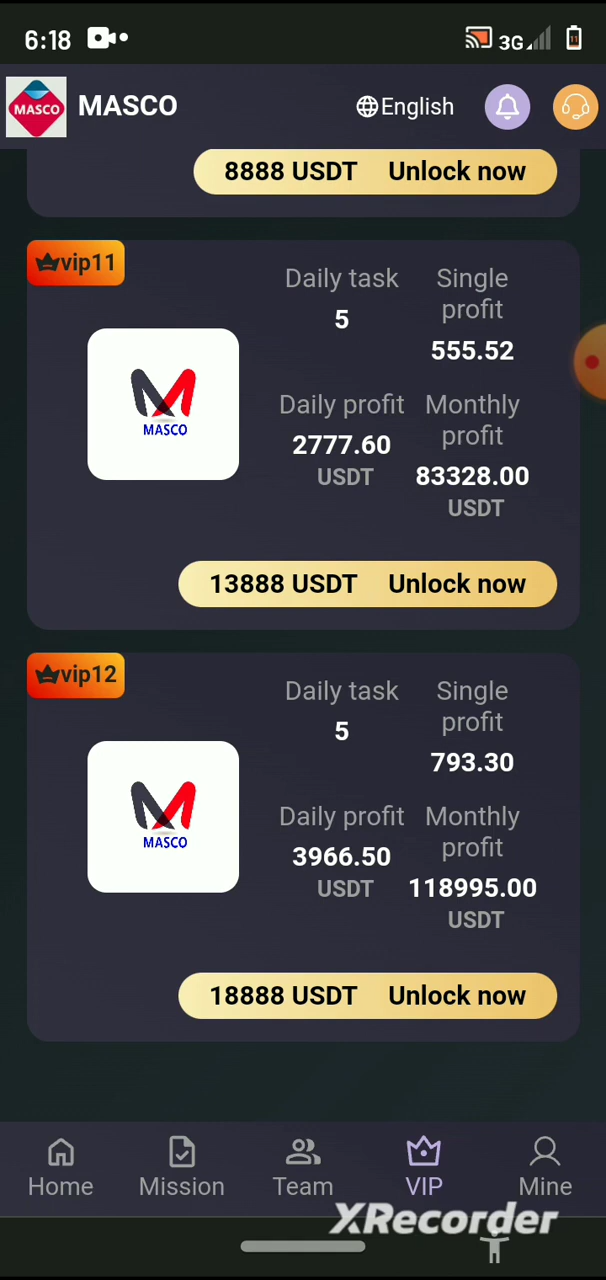 6:18
3G
11
MASCO
MASCO
English
8888 USDT Unlock now
vip11
Daily task
5
Single
profit
555.52
MASCO
Daily profit
2777.60
USDT
Monthly
profit
83328.00
USDT
13888 USDT Unlock now
vip12
Daily task
5
Single
profit
793.30
MASCO
Daily profit
3966.50
USDT
Monthly
profit
118995.00
USDT
18888 USDT Unlock now
Home
Mission
Team
VIP
Mine
XRecorder